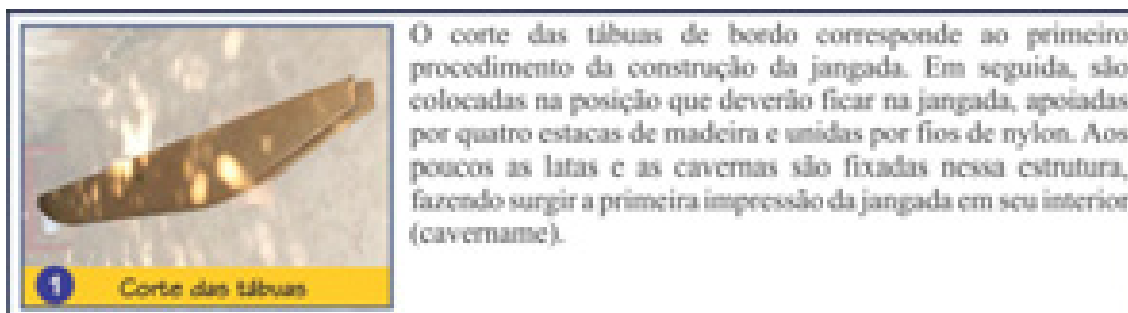 O corte das tábuas de bordo corresponde ao primeiro
procedimento da construção da jangada. Em seguida, são
colocadas na posição que deverão ficar na jangada, apoiadas
por quatro estacas de madeira e unidas por fios de nylon. Aos
poucos as latas e as cavernas são fixadas nessa estrutura,
fazendo surgir a primeira impressão da jangada em seu interior
(cavername).
1 Corte das tábuas